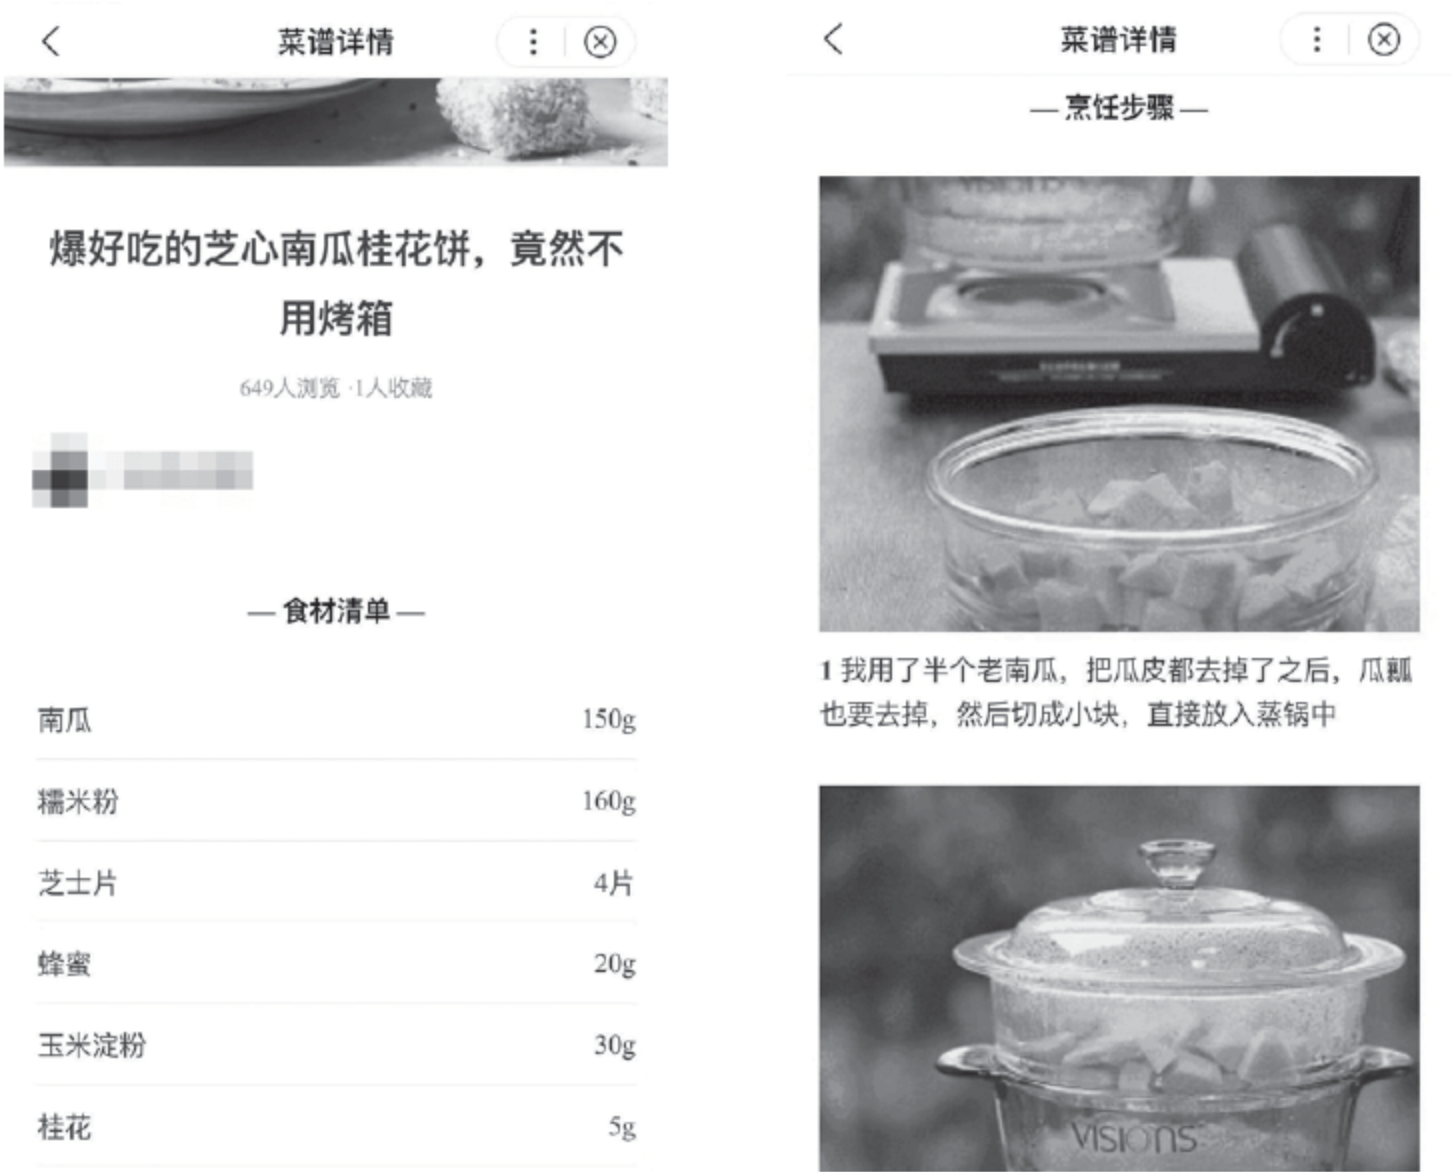 菜谱详情
爆好吃的芝心南瓜桂花饼，竟然不
用烤箱
649人浏览 ·1人收藏
— 食材清单 —
南瓜 150g
糯米粉 160g
芝士片 4片
蜂蜜 20g
玉米淀粉 30g
桂花 5g
菜谱详情
— 烹饪步骤 —
VISIONS
1 我用了半个老南瓜，把瓜皮都去掉了之后，瓜瓤
也要去掉，然后切成小块，直接放入蒸锅中
VISIONS